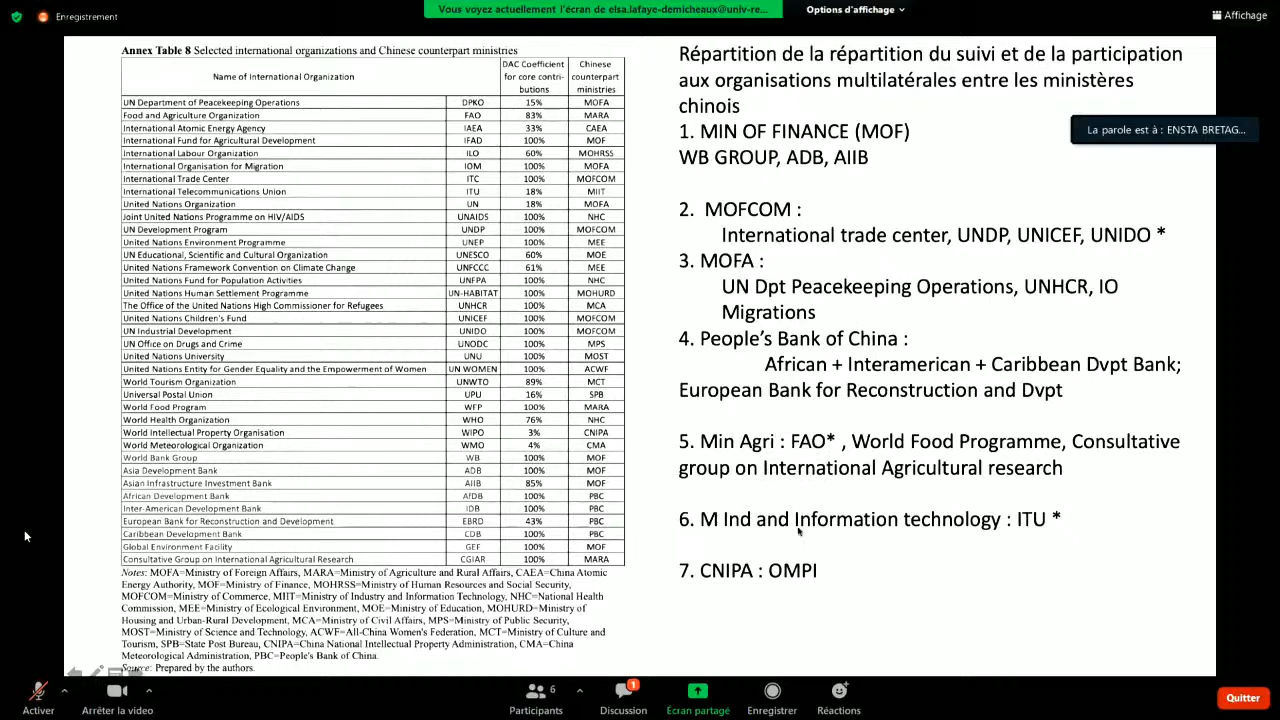 Enregistrement
Vous voyez actuellement l'écran de elsa.lafaye-demicheaux@univ-re...
Options d'affichage
Affichage
Annex Table 8 Selected international organizations and Chinese counterpart ministries
Name of International Organization
DAC Coefficient for core contri-butions
Chinese counterpart ministries
UN Department of Peacekeeping Operations DPKO 15% MOFA
Food and Agriculture Organization FAO 83% MARA
International Atomic Energy Agency IAEA 33% CAEA
International Fund for Agricultural Development IFAD 100% MOF
International Labour Organization ILO 60% MOHRSS
International Organisation for Migration IOM 100% MOFA
International Trade Center ITC 100% MOFCOM
International Telecommunications Union ITU 18% MIIT
United Nations Organization UN 18% MOFA
Joint United Nations Programme on HIV/AIDS UNAIDS 100% NHC
UN Development Program UNDP 100% MOFCOM
United Nations Environment Programme UNEP 100% MEE
UN Educational, Scientific and Cultural Organization UNESCO 60% MOE
United Nations Framework Convention on Climate Change UNFCCC 61% MEE
United Nations Fund for Population Activities UNFPA 100% NHC
United Nations Human Settlement Programme UN-HABITAT 100% MOHURD
The Office of the United Nations High Commissioner for Refugees UNHCR 100% MCA
United Nations Children's Fund UNICEF 100% MOFCOM
UN Industrial Development UNIDO 100% MOFCOM
UN Office on Drugs and Crime UNODC 100% MPS
United Nations University UNU 100% MOST
United Nations Entity for Gender Equality and the Empowerment of Women UN WOMEN 100% ACWF
World Tourism Organization UNWTO 89% MCT
Universal Postal Union UPU 16% SPB
World Food Program WFP 100% MARA
World Health Organization WHO 76% NHC
World Intellectual Property Organisation WIPO 3% CNIPA
World Meteorological Organization WMO 4% CMA
World Bank Group WB 100% MOF
Asia Development Bank ADB 100% MOF
Asian Infrastructure Investment Bank AIIB 85% MOF
African Development Bank AfDB 100% PBC
Inter-American Development Bank IDB 100% PBC
European Bank for Reconstruction and Development EBRD 43% PBC
Caribbean Development Bank CDB 100% PBC
Global Environment Facility GEF 100% MOF
Consultative Group on International Agricultural Research CGIAR 100% MARA
Notes: MOFA=Ministry of Foreign Affairs, MARA=Ministry of Agriculture and Rural Affairs, CAEA=China Atomic
Energy Authority, MOF=Ministry of Finance, MOHRSS=Ministry of Human Resources and Social Security,
MOFCOM=Ministry of Commerce, MIIT=Ministry of Industry and Information Technology, NHC=National Health
Commission, MEE=Ministry of Ecological Environment, MOE=Ministry of Education, MOHURD=Ministry of
Housing and Urban-Rural Development, MCA=Ministry of Civil Affairs, MPS=Ministry of Public Security,
MOST=Ministry of Science and Technology, ACWF=All-China Women's Federation, MCT=Ministry of Culture and
Tourism, SPB=State Post Bureau, CNIPA=China National Intellectual Property Administration, CMA=China
Meteorological Administration, PBC=People's Bank of China.
Source: Prepared by the authors.
Répartition de la répartition du suivi et de la participation
aux organisations multilatérales entre les ministères
chinois
1. MIN OF FINANCE (MOF)
WB GROUP, ADB, AIIB
2. MOFCOM :
International trade center, UNDP, UNICEF, UNIDO *
3. MOFA :
UN Dpt Peacekeeping Operations, UNHCR, IO
Migrations
4. People's Bank of China :
African + Interamerican + Caribbean Dvpt Bank;
European Bank for Reconstruction and Dvpt
5. Min Agri : FAO* , World Food Programme, Consultative
group on International Agricultural research
6. M Ind and Information technology : ITU *
7. CNIPA : OMPI
La parole est à : ENSTA BRETAG...
Activer
Arrêter la vidéo
6
Participants
1
Discussion
Écran partagé
Enregistrer
Réactions
Quitter